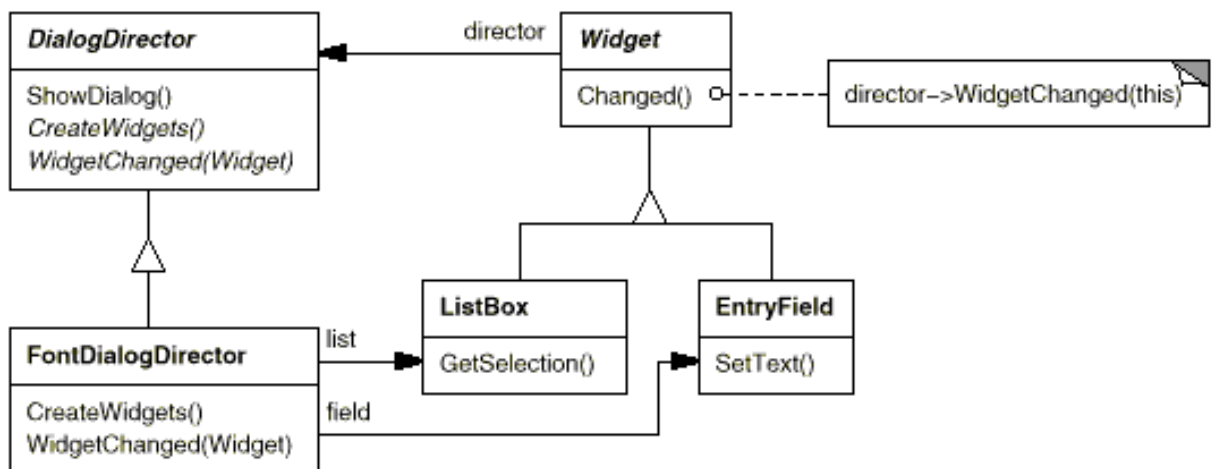 DialogDirector
ShowDialog()
CreateWidgets()
WidgetChanged(Widget)
director
Widget
Changed()
director->WidgetChanged(this)
FontDialogDirector
CreateWidgets()
WidgetChanged(Widget)
list
field
ListBox
GetSelection()
EntryField
SetText()